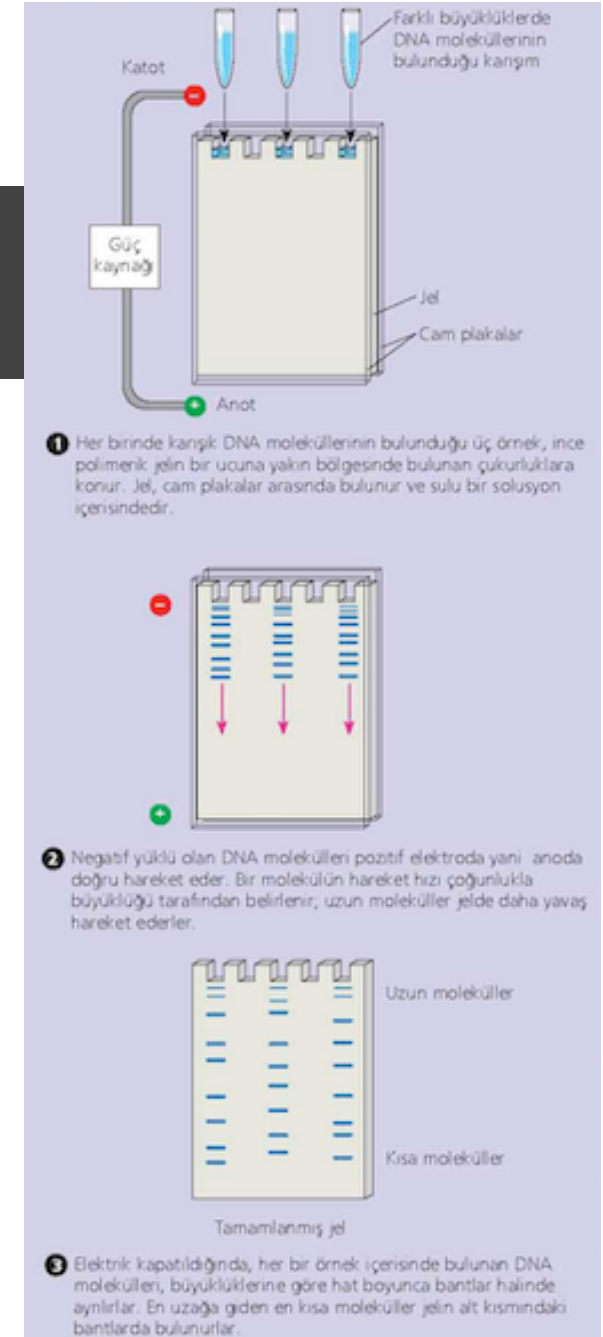 Farklı büyüklüklerde
DNA moleküllerinin
bulunduğu karışım
Katot
Güç
kaynağı
Jel
Cam plakalar
Anot
1 Her birinde karışık DNA moleküllerinin bulunduğu üç örnek, ince
polimerik jelin bir ucuna yakın bölgesinde bulunan çukurluklara
konur. Jel, cam plakalar arasında bulunur ve sulu bir solusyon
içerisindedir.
2 Negatif yüklü olan DNA molekülleri pozitif elektroda yani anoda
doğru hareket eder. Bir molekülün hareket hızı çoğunlukla
büyüklüğü tarafından belirlenir; uzun moleküller jelde daha yavaş
hareket ederler.
Uzun moleküller
Kısa moleküller
Tamamlanmış jel
3 Elektrik kapatıldığında, her bir örnek içerisinde bulunan DNA
molekülleri, büyüklüklerine göre hat boyunca bantlar halinde
ayrılırlar. En uzağa giden en kısa moleküller jelin alt kısmındaki
bantlarda bulunurlar.